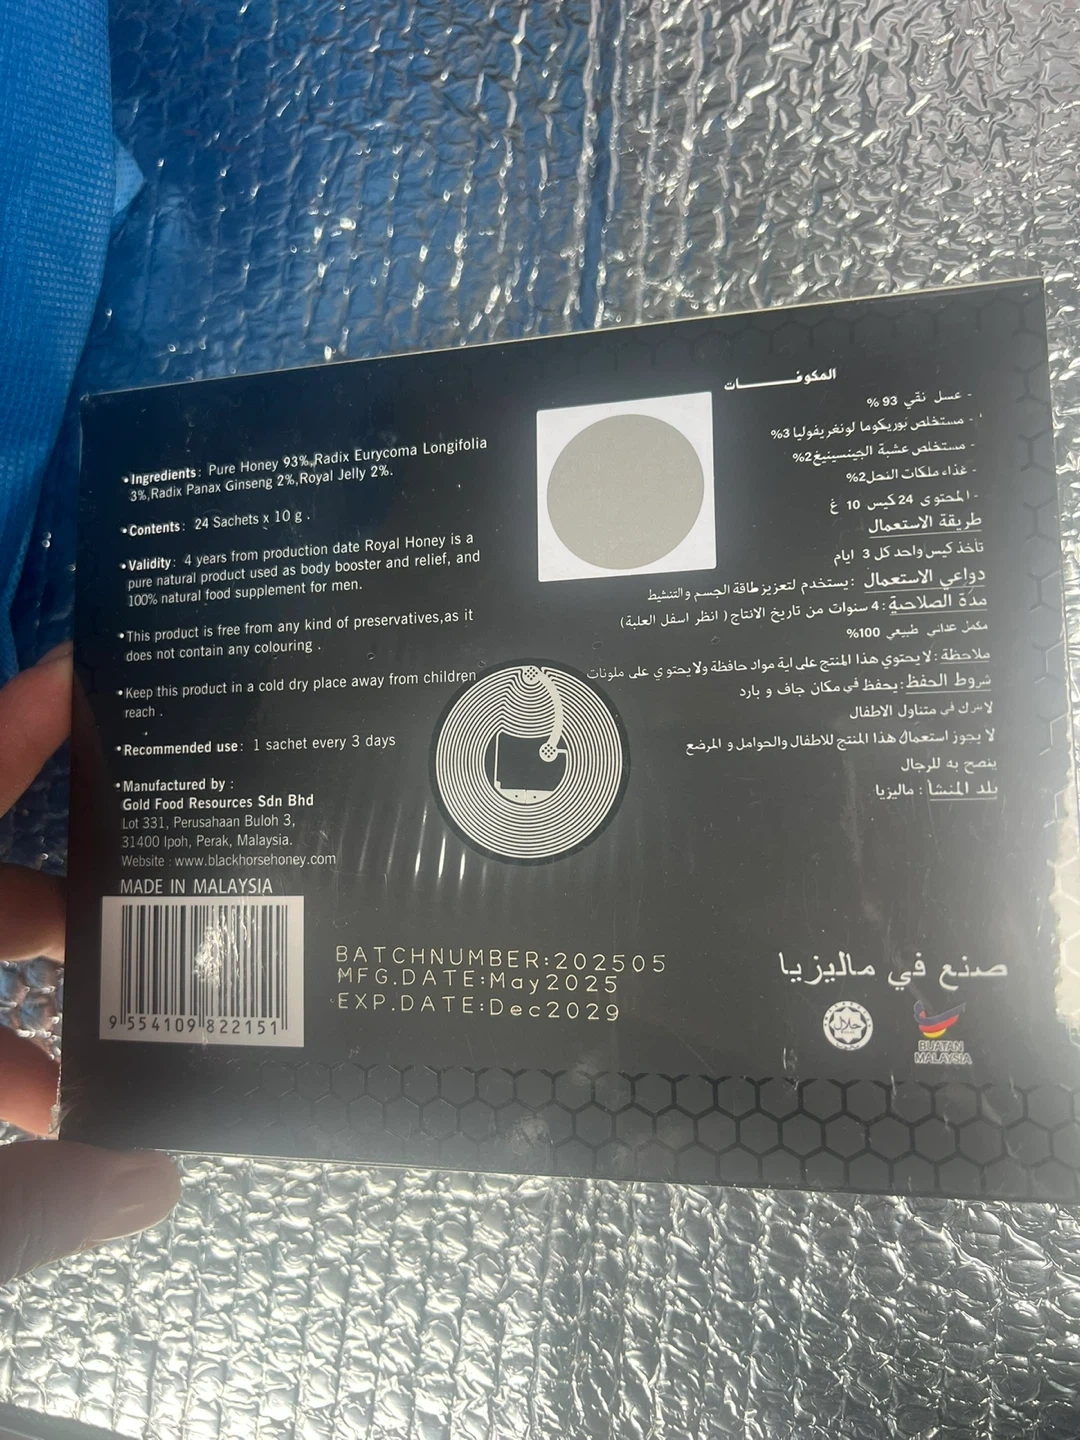 •Ingredients: Pure Honey 93%,Radix Eurycoma Longifolia
3%,Radix Panax Ginseng 2%,Royal Jelly 2%.
•Contents: 24 Sachets x 10 g .
•Validity: 4 years from production date Royal Honey is a
pure natural product used as body booster and relief, and
100% natural food supplement for men.
•This product is free from any kind of preservatives,as it
does not contain any colouring .
•Keep this product in a cold dry place away from children
reach .
•Recommended use: 1 sachet every 3 days
•Manufactured by :
Gold Food Resources Sdn Bhd
Lot 331, Perusahaan Buloh 3,
31400 Ipoh, Perak, Malaysia.
Website : www.blackhorsehoney.com
MADE IN MALAYSIA
9 554109 822151
BATCHNUMBER:202505
MFG.DATE:May2025
EXP.DATE:Dec2029
المكوفـــــات
- عسل نقي 93 %
- مستخلص يوريكوما لونغريفوليا 3%
- مستخلص عشبة الجينسينيغ 2%
- غذاء ملكات النحل 2%
- المحتوى 24 كيس 10 غ
طريقة الاستعمال
تأخذ كيس واحد كل 3 ايام
دواعي الاستعمال : يستخدم لتعزيز طاقة الجسم والتنشيط
مدة الصلاحية : 4 سنوات من تاريخ الانتاج ( انظر اسفل العلبة)
مكمل غذائي طبيعي 100%
ملاحظة : لا يحتوي هذا المنتج على اية مواد حافظة ولا يحتوي على ملونات
شروط الحفظ : يحفظ في مكان جاف و بارد
لا يترك في متناول الاطفال
لا يجوز استعمال هذا المنتج للاطفال والحوامل و المرضع
ينصح به للرجال
بلد المنشأ : ماليزيا
صنع في ماليزيا
حلال
BUATAN
MALAYSIA